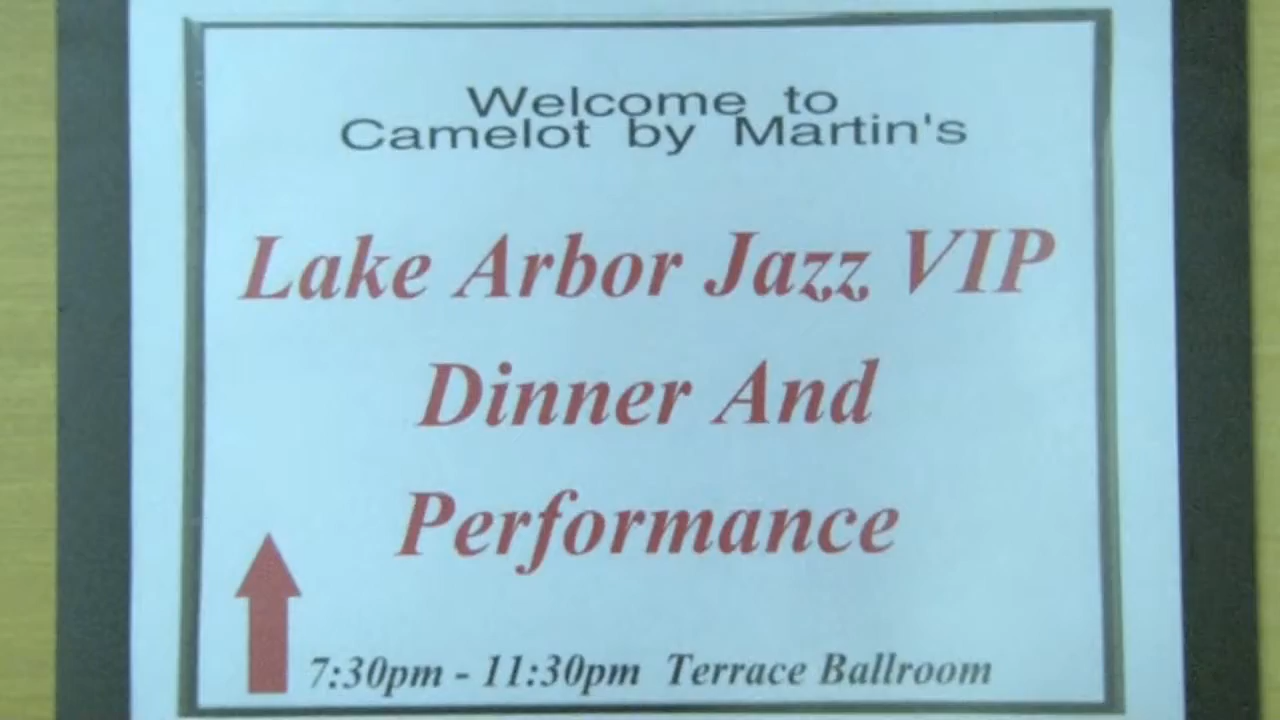 Welcome to
Camelot by Martin's
Lake Arbor Jazz VIP
Dinner And
Performance
7:30pm - 11:30pm Terrace Ballroom